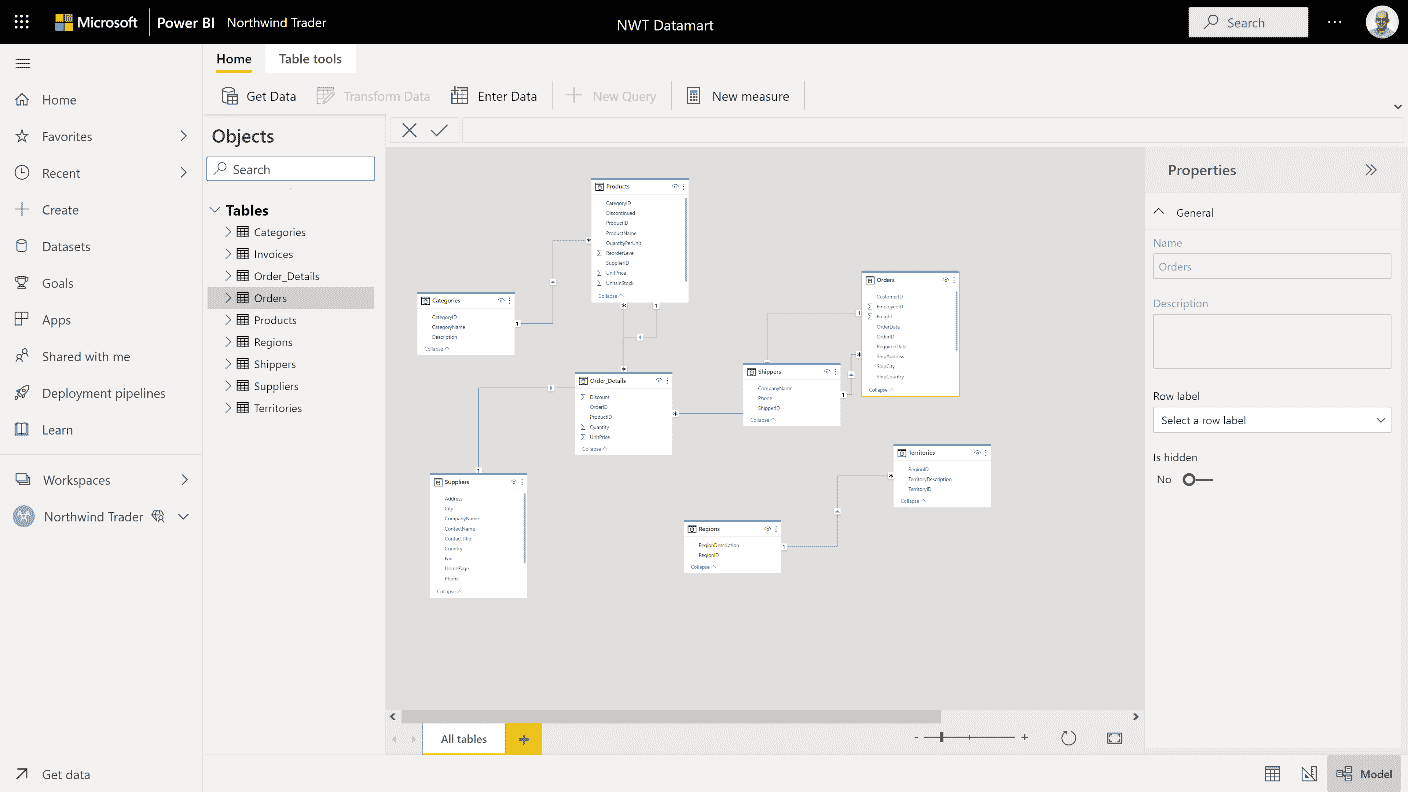 Microsoft Power BI Northwind Trader
NWT Datamart
Search
Home
Table tools
Get Data
Transform Data
Enter Data
New Query
New measure
Home
Favorites
Recent
Create
Datasets
Goals
Apps
Shared with me
Deployment pipelines
Learn
Workspaces
Northwind Trader
Get data
Objects
Search
Tables
Categories
Invoices
Order_Details
Orders
Products
Regions
Shippers
Suppliers
Territories
Products
CategoryID
Discontinued
ProductID
ProductName
QuantityPerUnit
ReorderLevel
SupplierID
UnitPrice
UnitsInStock
Collapse
Categories
CategoryID
CategoryName
Description
Collapse
Order_Details
Discount
OrderID
ProductID
Quantity
UnitPrice
Collapse
Suppliers
Address
City
CompanyName
ContactName
ContactTitle
Country
Fax
HomePage
Phone
Collapse
Shippers
CompanyName
Phone
ShipperID
Collapse
Orders
CustomerID
EmployeeID
Freight
OrderDate
OrderID
RequiredDate
ShipAddress
ShipCity
ShipCountry
Collapse
Territories
RegionID
TerritoryDescription
TerritoryID
Collapse
Regions
RegionDescription
RegionID
Collapse
Properties
General
Name
Orders
Description
Row label
Select a row label
Is hidden
No
All tables
Model